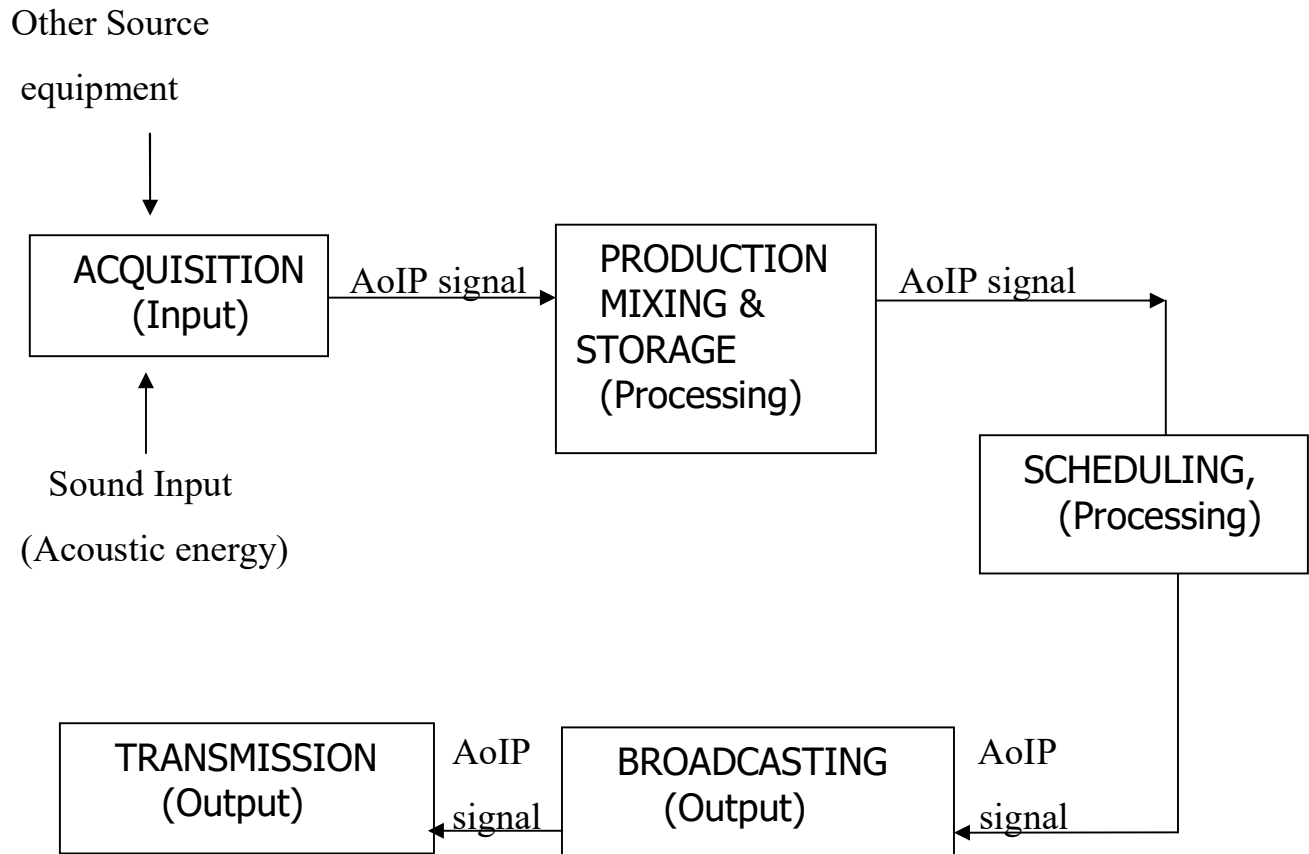 Other Source
equipment
ACQUISITION
(Input)
AoIP signal
PRODUCTION
MIXING &
STORAGE
(Processing)
AoIP signal
Sound Input
(Acoustic energy)
SCHEDULING,
(Processing)
TRANSMISSION
(Output)
AoIP
signal
BROADCASTING
(Output)
AoIP
signal